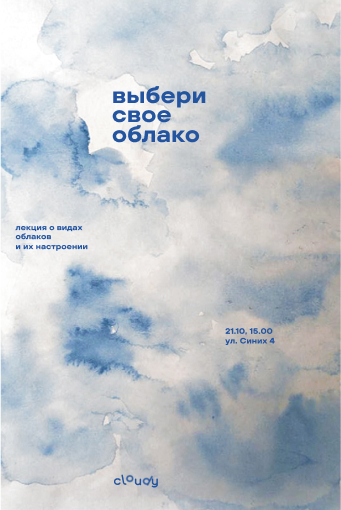 выбери
свое
облако
лекция о видах
облаков
и их настроении
21.10, 15.00
ул. Синих 4
cloudy